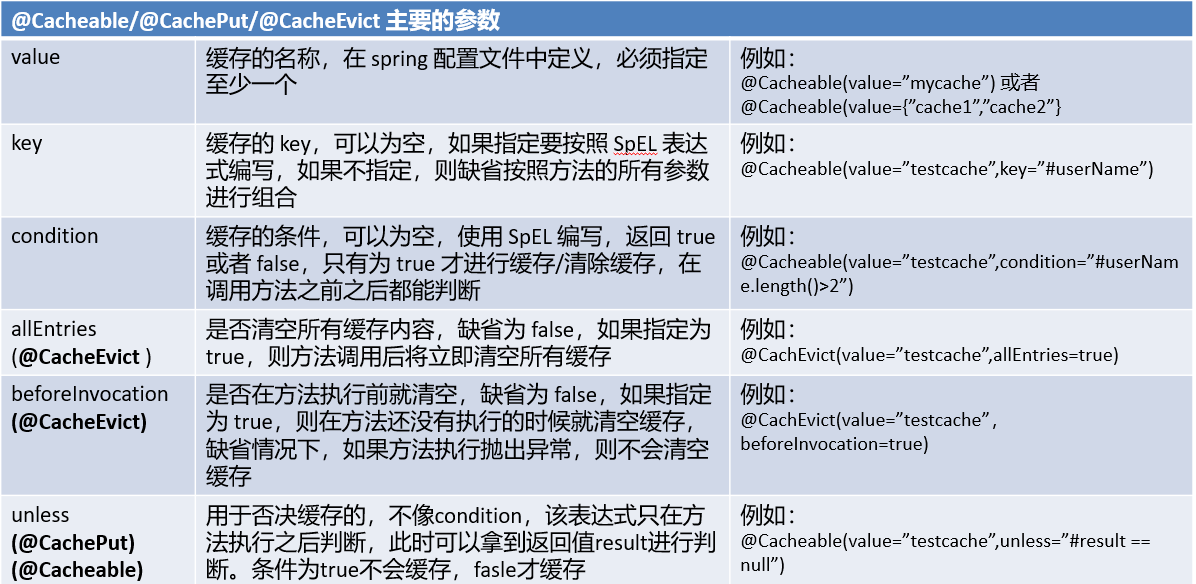 @Cacheable/@CachePut/@CacheEvict 主要的参数
value
缓存的名称，在 spring 配置文件中定义，必须指定
至少一个
例如：
@Cacheable(value=”mycache”) 或者
@Cacheable(value={”cache1”,”cache2”}
key
缓存的 key，可以为空，如果指定要按照 SpEL 表达
式编写，如果不指定，则缺省按照方法的所有参数
进行组合
例如：
@Cacheable(value=”testcache”,key=”#userName”)
condition
缓存的条件，可以为空，使用 SpEL 编写，返回 true
或者 false，只有为 true 才进行缓存/清除缓存，在
调用方法之前之后都能判断
例如：
@Cacheable(value=”testcache”,condition=”#userNam
e.length()>2”)
allEntries
(@CacheEvict )
是否清空所有缓存内容，缺省为 false，如果指定为
true，则方法调用后将立即清空所有缓存
例如：
@CachEvict(value=”testcache”,allEntries=true)
beforeInvocation
(@CacheEvict)
是否在方法执行前就清空，缺省为 false，如果指定
为 true，则在方法还没有执行的时候就清空缓存，
缺省情况下，如果方法执行抛出异常，则不会清空
缓存
例如：
@CachEvict(value=”testcache”，
beforeInvocation=true)
unless
(@CachePut)
(@Cacheable)
用于否决缓存的，不像condition，该表达式只在方
法执行之后判断，此时可以拿到返回值result进行判
断。条件为true不会缓存，fasle才缓存
例如：
@Cacheable(value=”testcache”,unless=”#result ==
null”)